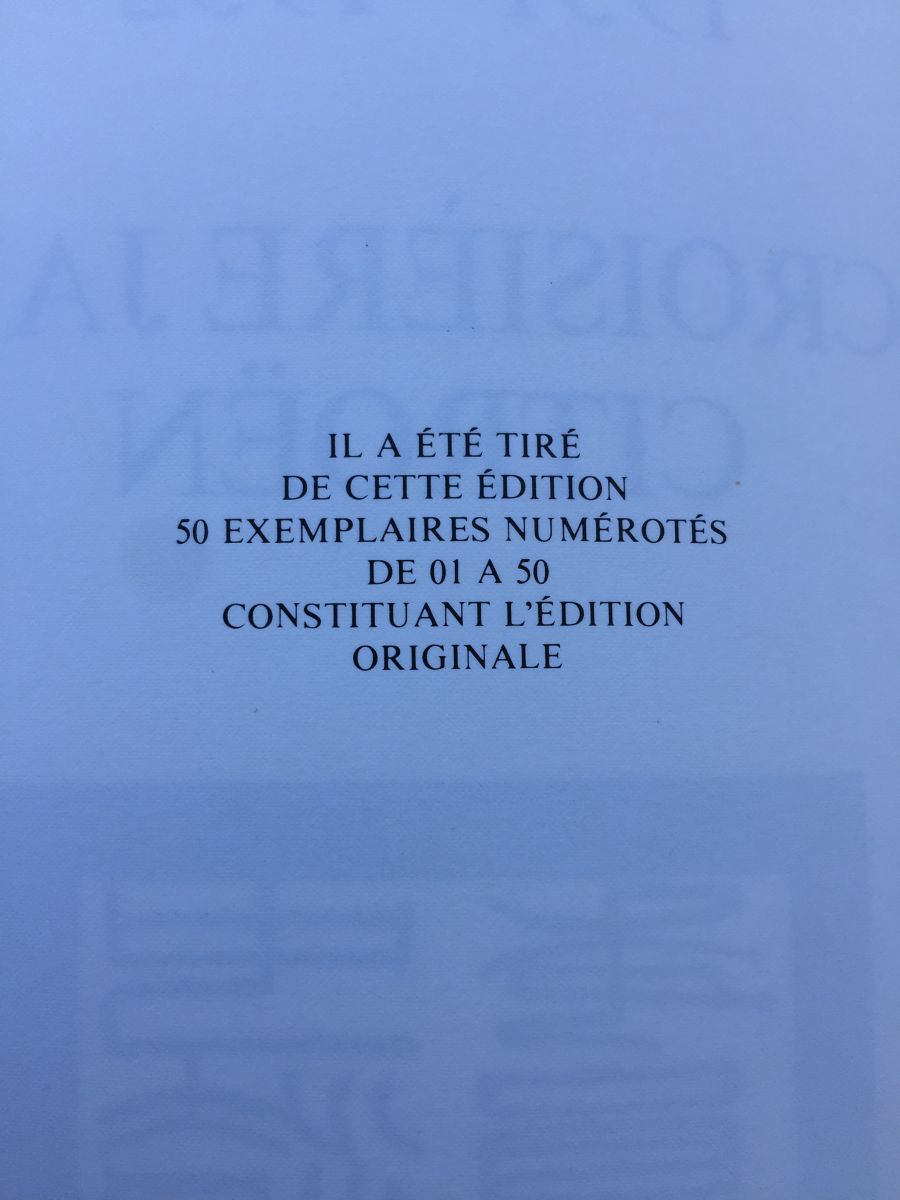 IL A ÉTÉ TIRÉ
DE CETTE ÉDITION
50 EXEMPLAIRES NUMÉROTÉS
DE 01 A 50
CONSTITUANT L'ÉDITION
ORIGINALE